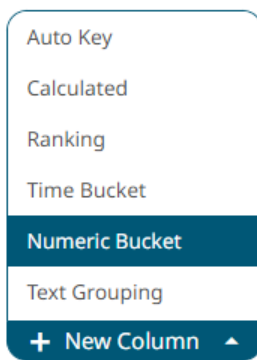 Auto Key
Calculated
Ranking
Time Bucket
Numeric Bucket
Text Grouping
+ New Column